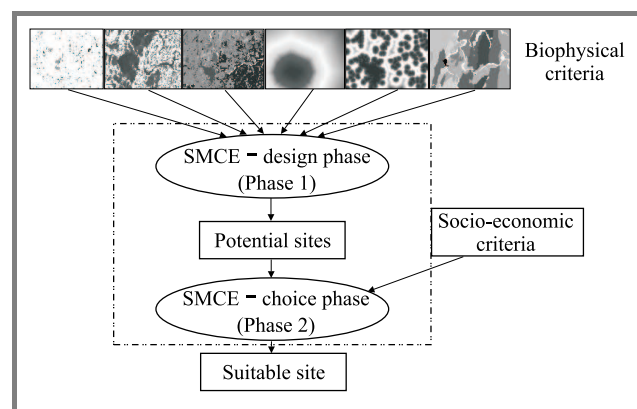 Biophysical
criteria
SMCE – design phase
(Phase 1)
Potential sites
Socio-economic
criteria
SMCE – choice phase
(Phase 2)
Suitable site